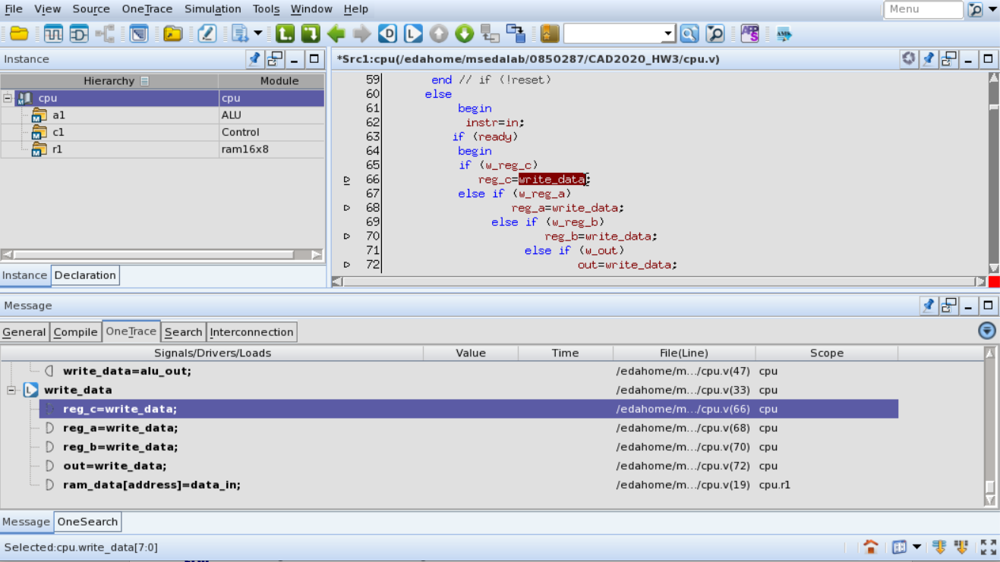 File View Source OneTrace Simulation Tools Window Help Menu
Instance
*Src1:cpu(/edahome/msedalab/0850287/CAD2020_HW3/cpu.v)
Hierarchy Module
cpu cpu
a1 ALU
c1 Control
r1 ram16x8
Instance Declaration
59 end // if (!reset)
60 else
61 begin
62 instr=in;
63 if (ready)
64 begin
65 if (w_reg_c)
66 reg_c=write_data;
67 else if (w_reg_a)
68 reg_a=write_data;
69 else if (w_reg_b)
70 reg_b=write_data;
71 else if (w_out)
72 out=write_data;
Message
General Compile OneTrace Search Interconnection
Signals/Drivers/Loads Value Time File(Line) Scope
write_data=alu_out; /edahome/m.../cpu.v(47) cpu
write_data /edahome/m.../cpu.v(33) cpu
reg_c=write_data; /edahome/m.../cpu.v(66) cpu
reg_a=write_data; /edahome/m.../cpu.v(68) cpu
reg_b=write_data; /edahome/m.../cpu.v(70) cpu
out=write_data; /edahome/m.../cpu.v(72) cpu
ram_data[address]=data_in; /edahome/m.../cpu.v(19) cpu.r1
Message OneSearch
Selected:cpu.write_data[7:0]